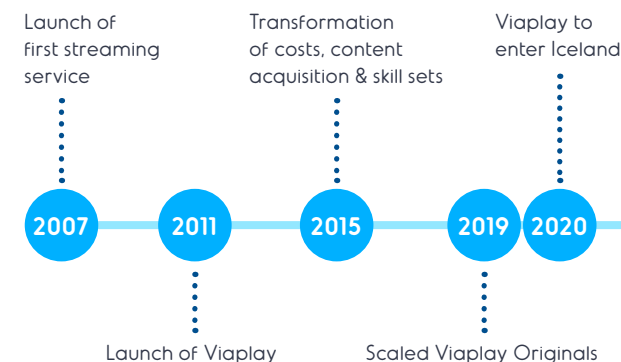 Launch of
first streaming
service
Transformation
of costs, content
acquisition & skill sets
Viaplay to
enter Iceland
2007
2011
2015
2019
2020
Launch of Viaplay
Scaled Viaplay Originals